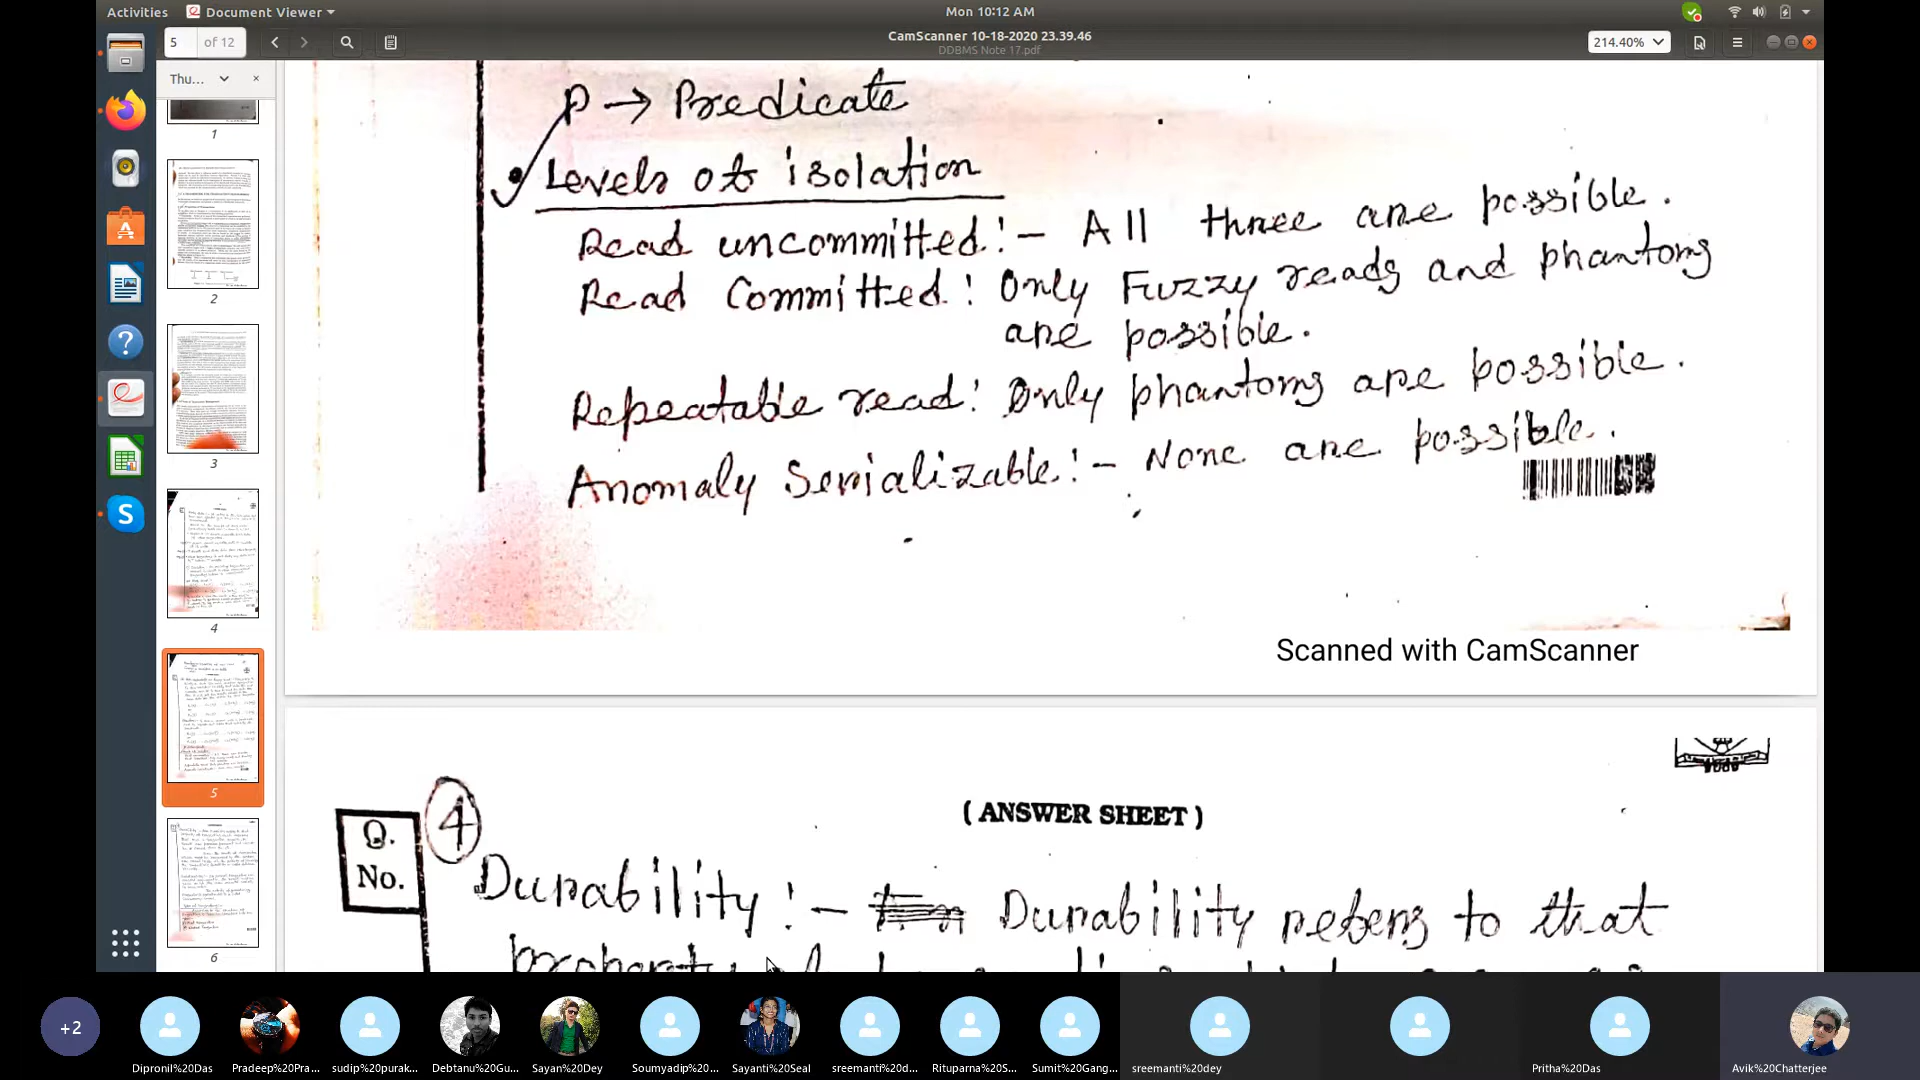 Activities
Document Viewer
Mon 10:12 AM
5 of 12
CamScanner 10-18-2020 23.39.46
DDBMS Note 17.pdf
214.40%
Thu...
1
2
3
4
5
6
P → Predicate
Levels of isolation
Read uncommitted :- All three are possible.
Read Committed : Only Fuzzy reads and phantoms
are possible.
Repeatable read : Only phantoms are possible.
Anomaly Serializable :- None are possible.
Scanned with CamScanner
Q.
No.
4
( ANSWER SHEET )
Durability :- Durability refers to that
+2
Dipronil%20Das
Pradeep%20Pra...
sudip%20purak...
Debtanu%20Gu...
Sayan%20Dey
Soumyadip%20...
Sayanti%20Seal
sreemanti%20d...
Rituparna%20S...
Sumit%20Gang...
sreemanti%20dey
Pritha%20Das
Avik%20Chatterjee